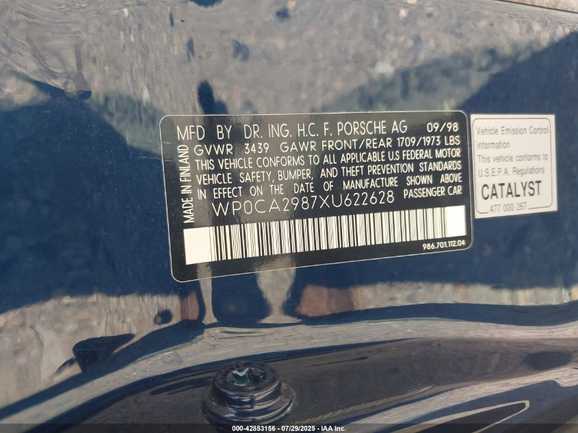 MFD BY DR. ING. H.C. F. PORSCHE AG 09/98
GVWR 3439 GAWR FRONT/REAR 1709/1973 LBS
THIS VEHICLE CONFORMS TO ALL APPLICABLE US FEDERAL MOTOR
VEHICLE SAFETY, BUMPER, AND THEFT PREVENTION STANDARDS
IN EFFECT ON THE DATE OF MANUFACTURE SHOWN ABOVE
WP0CA2987XU622628 PASSENGER CAR
MADE IN FINLAND
986.701.112.04
Vehicle Emission Control
Information
This vehicle conforms to
U.S.E.P.A. Regulations
CATALYST
477 000 267
000-42853156 - 07/29/2025 - IAA Inc.